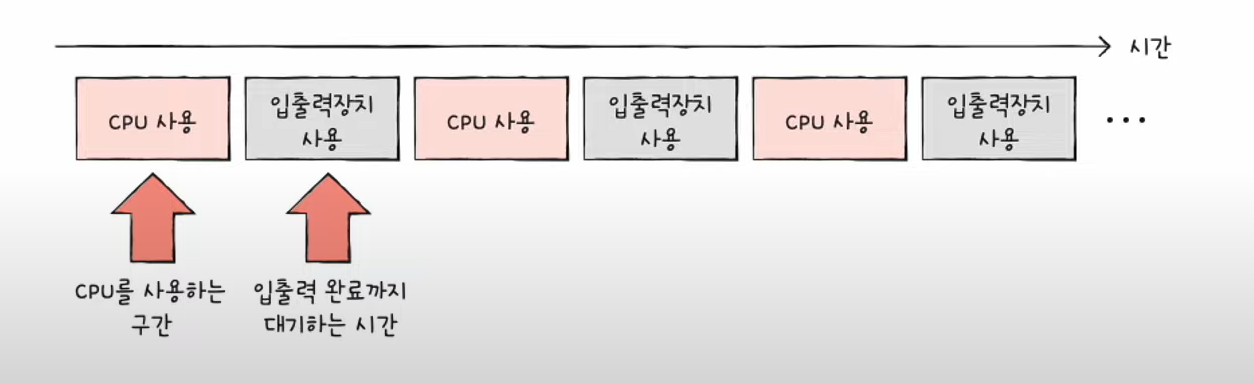 시간
CPU 사용
입출력장치
사용
CPU 사용
입출력장치
사용
CPU 사용
입출력장치
사용
...
CPU를 사용하는
구간
입출력 완료까지
대기하는 시간